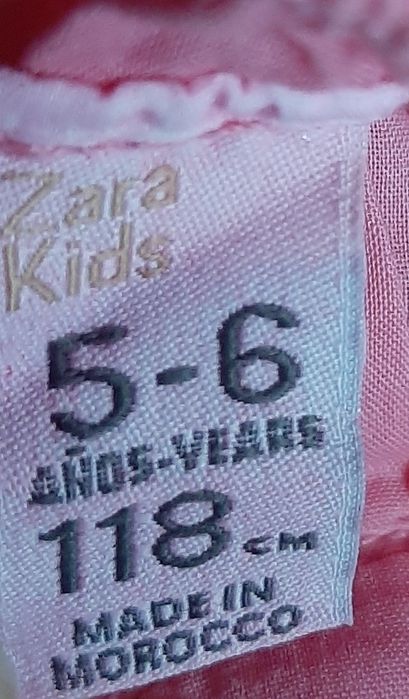 Zara
Kids
5-6
AÑOS-YEARS
118 cm
MADE IN
MOROCCO